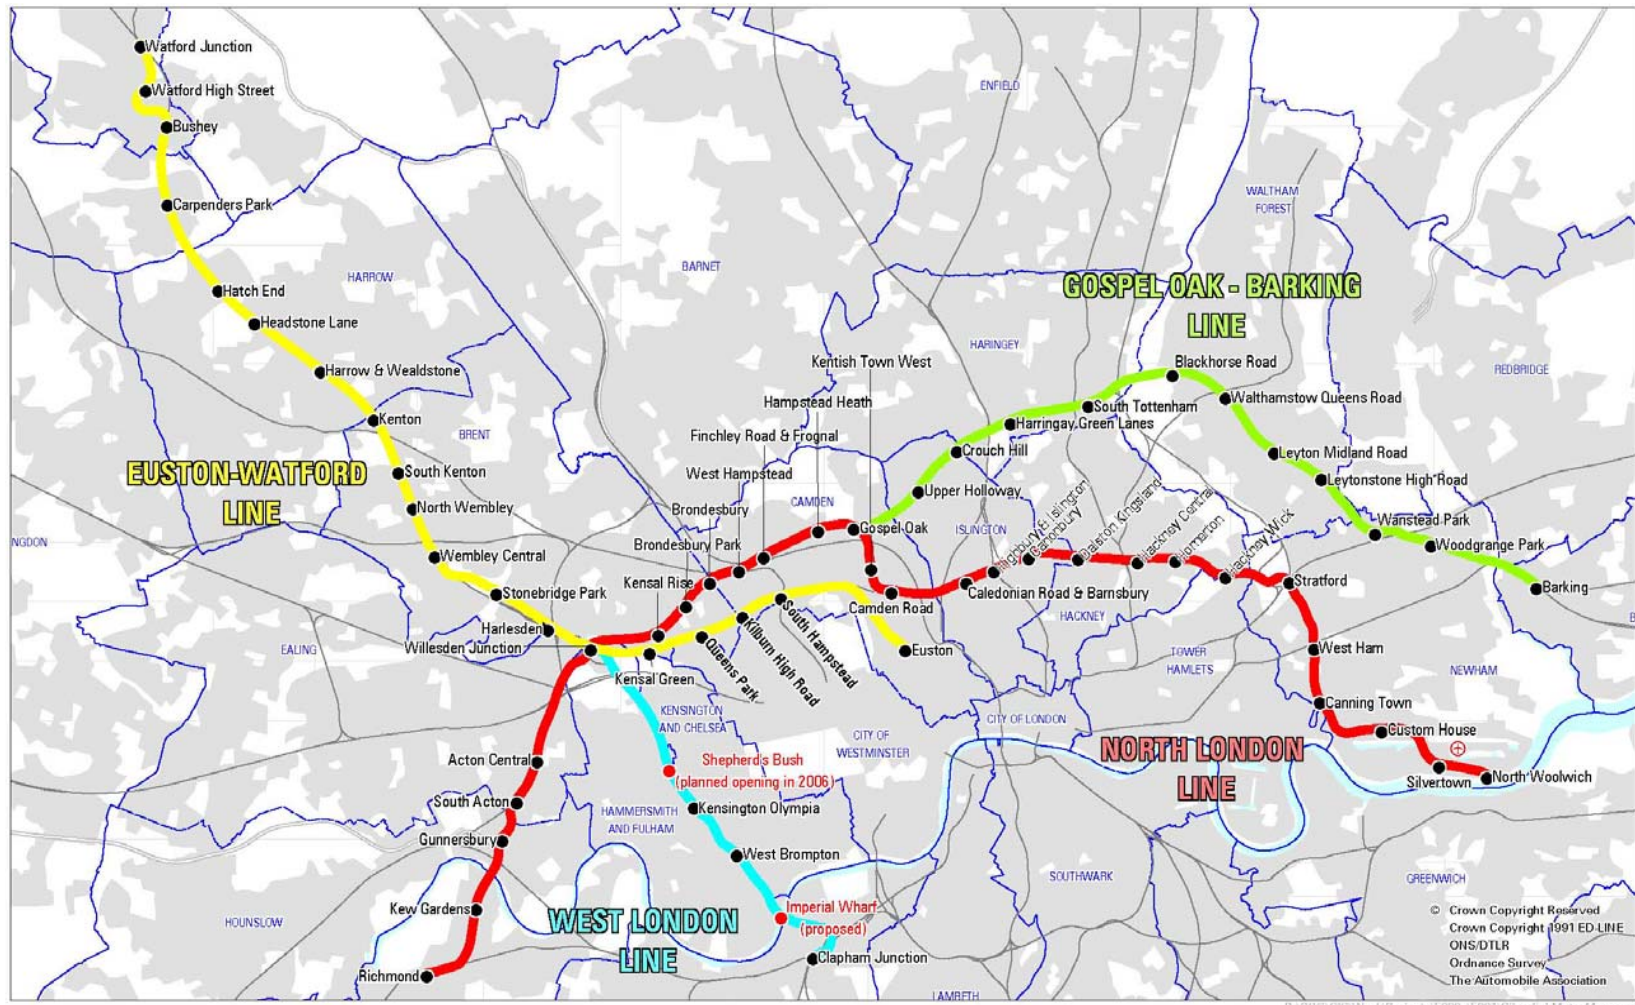 Watford Junction
Watford High Street
Bushey
ENFIELD
Carpenders Park
WALTHAM
FOREST
HARROW
BARNET
Hatch End
GOSPEL OAK - BARKING
LINE
Headstone Lane
HARINGEY
Kentish Town West
Blackhorse Road
REDBRIDGE
Harrow & Wealdstone
Hampstead Heath
Walthamstow Queens Road
South Tottenham
Kenton
Harringay Green Lanes
BRENT
Finchley Road & Frognal
Crouch Hill
Leyton Midland Road
EUSTON-WATFORD
LINE
South Kenton
West Hampstead
Leytonstone High Road
Upper Holloway
CAMDEN
North Wembley
Brondesbury
Gospel Oak
ISLINGTON
Highbury & Islington
Canonbury
Dalston Kingsland
Hackney Central
Homerton
Hackney Wick
Wanstead Park
NGDON
Brondesbury Park
Woodgrange Park
Wembley Central
Kensal Rise
Stratford
Barking
Stonebridge Park
Camden Road
Caledonian Road & Barnsbury
HACKNEY
Harlesden
Willesden Junction
EALING
South Hampstead
Kilburn High Road
Queens Park
Euston
TOWER
HAMLETS
West Ham
NEWHAM
Kensal Green
KENSINGTON
AND CHELSEA
CITY OF LONDON
Canning Town
CITY OF
WESTMINSTER
Custom House
NORTH LONDON
LINE
Acton Central
Shepherd's Bush
(planned opening in 2006)
Silvertown
North Woolwich
South Acton
Kensington Olympia
HAMMERSMITH
AND FULHAM
Gunnersbury
West Brompton
SOUTHWARK
GREENWICH
Kew Gardens
HOUNSLOW
WEST LONDON
LINE
Imperial Wharf
(proposed)
Clapham Junction
Richmond
LAMBETH
© Crown Copyright Reserved
Crown Copyright 1991 ED-LINE
ONS/DTLR
Ordnance Survey
The Automobile Association